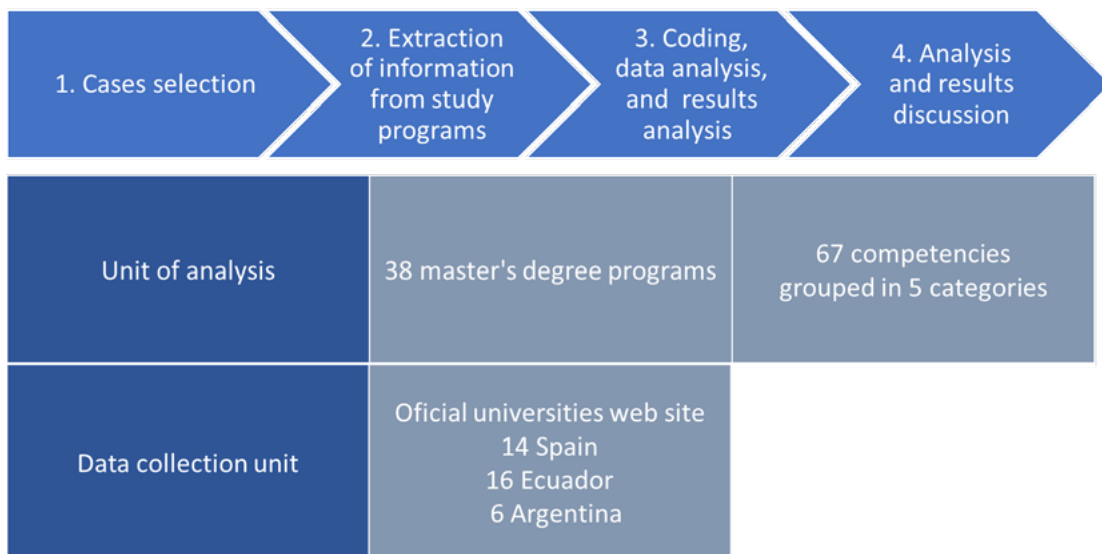 1. Cases selection
2. Extraction
of information
from study
programs
3. Coding,
data analysis,
and results
analysis
4. Analysis
and results
discussion
Unit of analysis
38 master's degree programs
67 competencies
grouped in 5 categories
Data collection unit
Oficial universities web site
14 Spain
16 Ecuador
6 Argentina